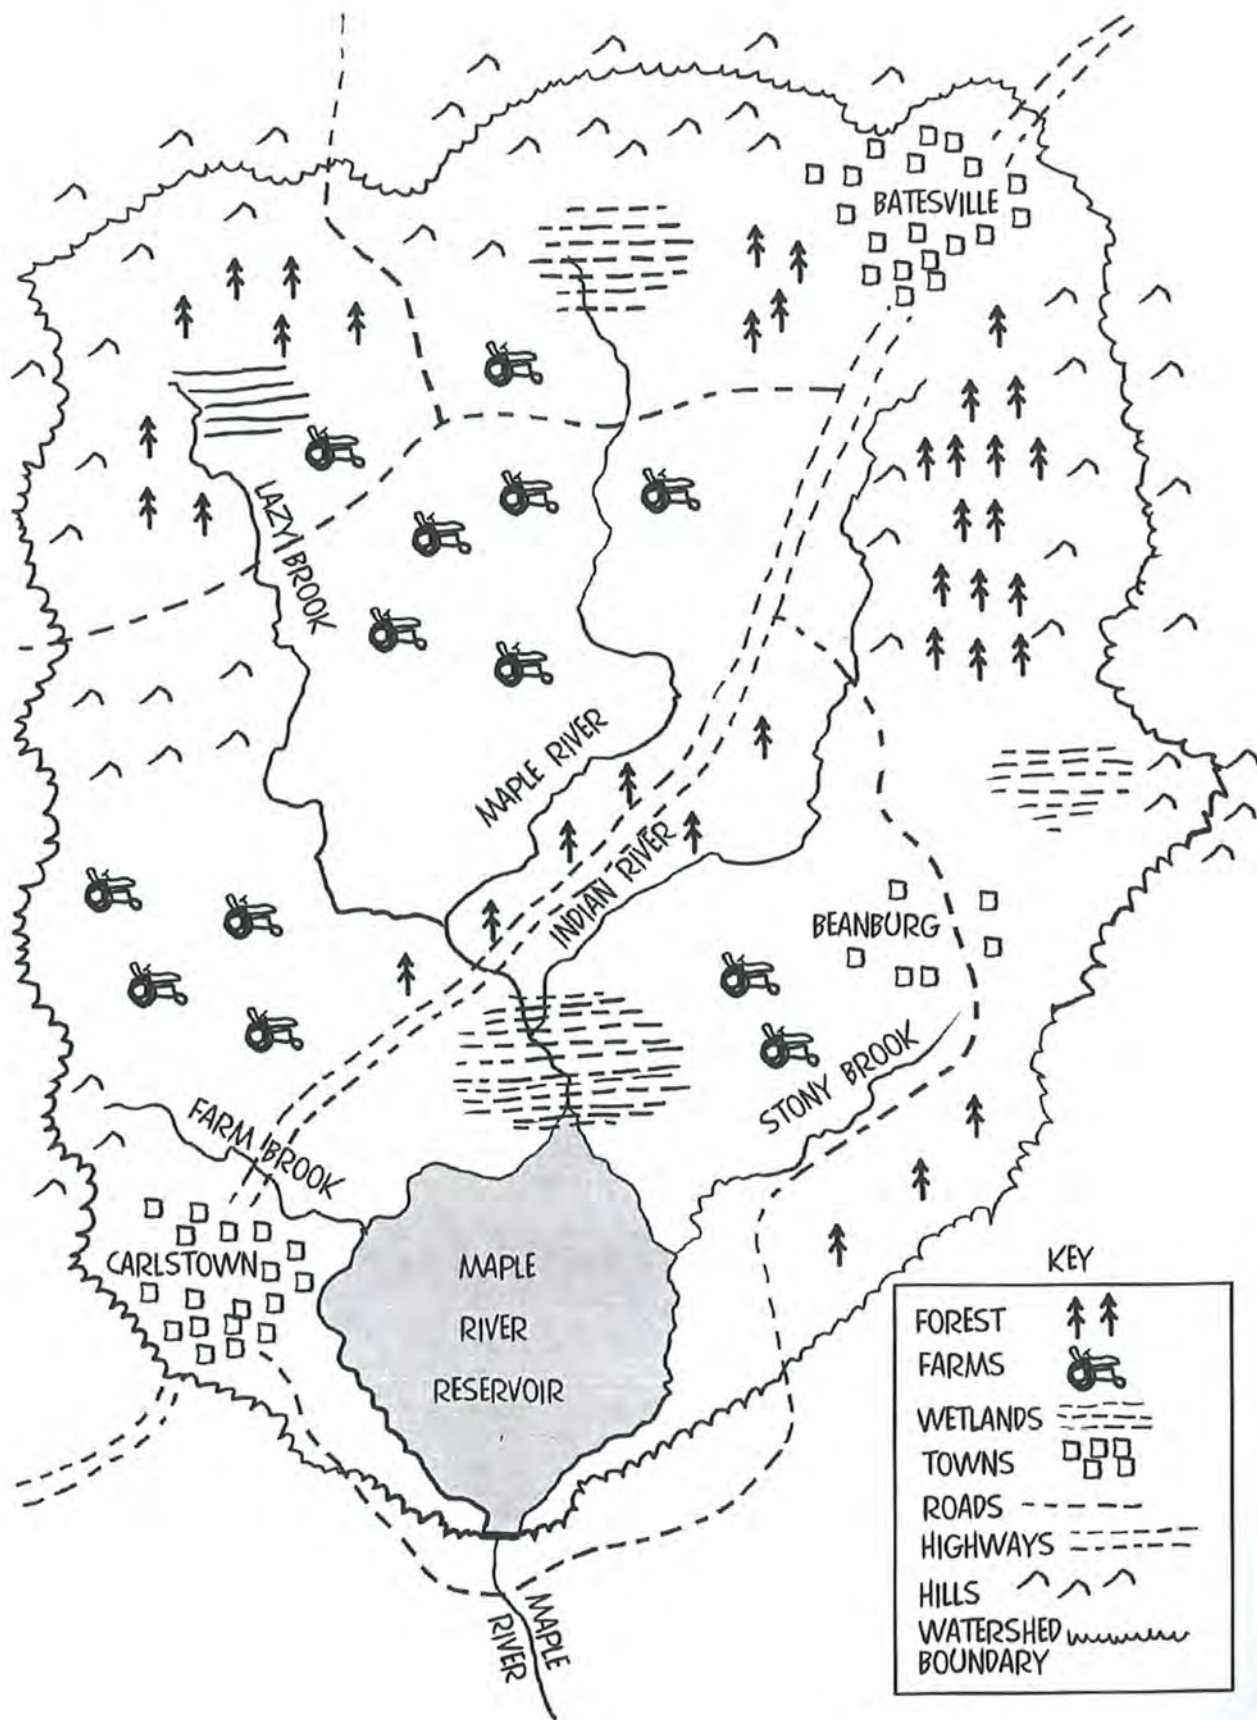 BATESVILLE
LAZY BROOK
MAPLE RIVER
INDIAN RIVER
BEANBURG
STONY BROOK
FARM BROOK
CARLSTOWN
MAPLE
RIVER
RESERVOIR
MAPLE
RIVER
KEY
FOREST
FARMS
WETLANDS
TOWNS
ROADS
HIGHWAYS
HILLS
WATERSHED
BOUNDARY